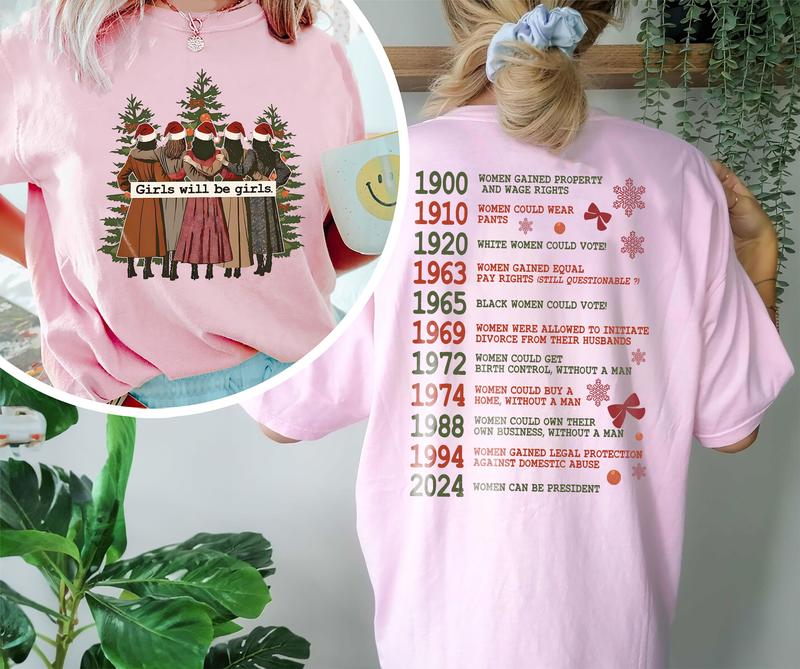 Girls will be girls.
1900 WOMEN GAINED PROPERTY
AND WAGE RIGHTS
1910 WOMEN COULD WEAR
PANTS
1920 WHITE WOMEN COULD VOTE!
1963 WOMEN GAINED EQUAL
PAY RIGHTS (STILL QUESTIONABLE ?)
1965 BLACK WOMEN COULD VOTE!
1969 WOMEN WERE ALLOWED TO INITIATE
DIVORCE FROM THEIR HUSBANDS
1972 WOMEN COULD GET
BIRTH CONTROL, WITHOUT A MAN
1974 WOMEN COULD BUY A
HOME, WITHOUT A MAN
1988 WOMEN COULD OWN THEIR
OWN BUSINESS, WITHOUT A MAN
1994 WOMEN GAINED LEGAL PROTECTION
AGAINST DOMESTIC ABUSE
2024 WOMEN CAN BE PRESIDENT